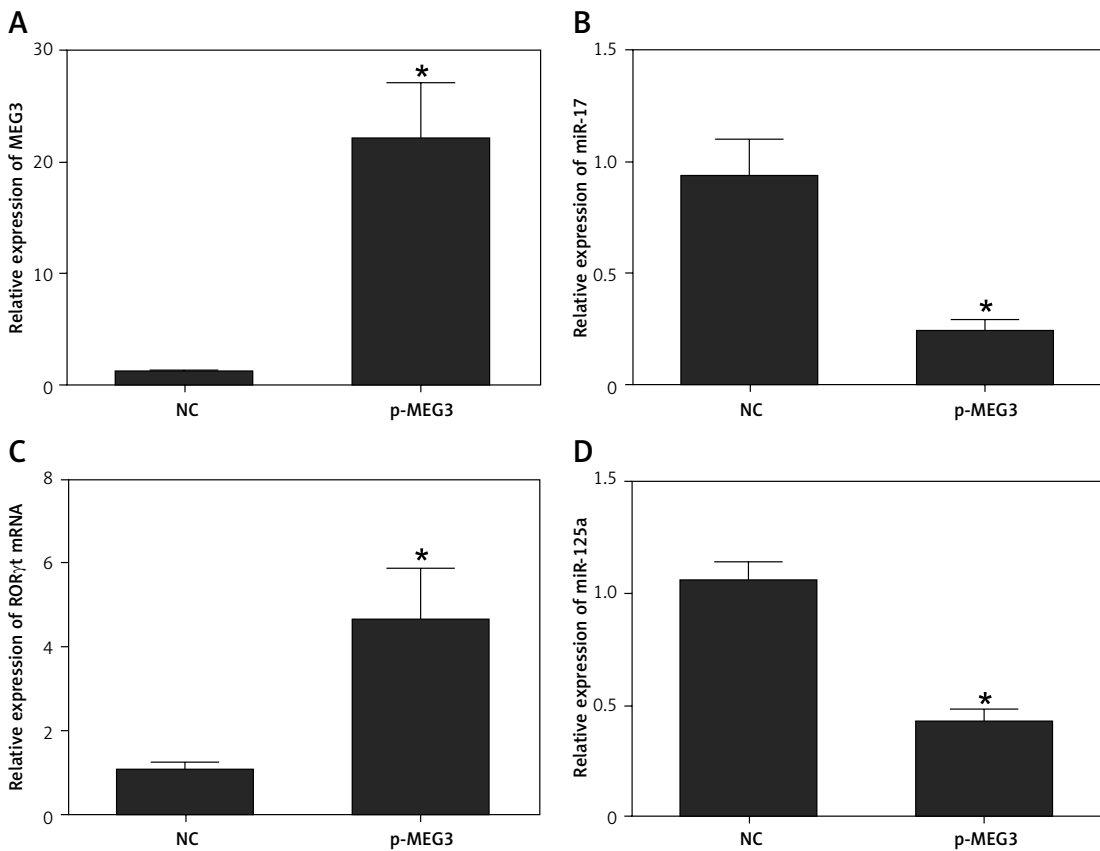 A
Relative expression of MEG3
30
20
10
0
*
NC p-MEG3
B
Relative expression of miR-17
1.5
1.0
0.5
0
*
NC p-MEG3
C
Relative expression of RORγt mRNA
8
6
4
2
0
*
NC p-MEG3
D
Relative expression of miR-125a
1.5
1.0
0.5
0
*
NC p-MEG3